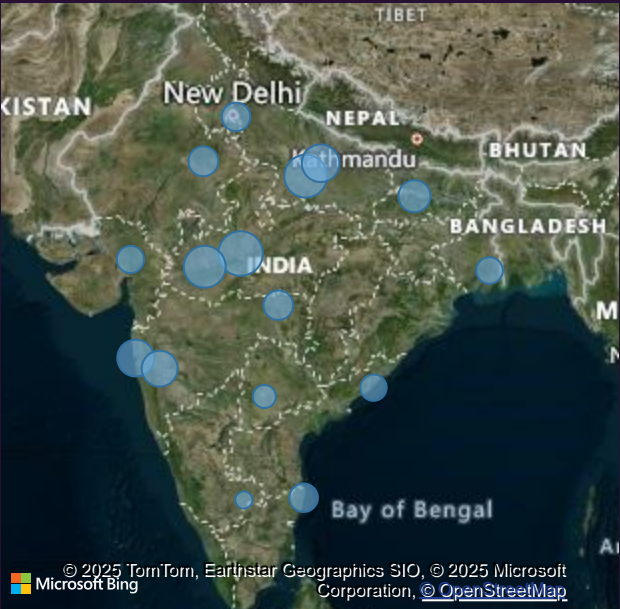 TIBET
New Delhi
KISTAN
NEPAL
Kathmandu
BHUTAN
BANGLADESH
INDIA
M
N
Bay of Bengal
A
© 2025 TomTom, Earthstar Geographics SIO, © 2025 Microsoft
Microsoft Bing
Corporation, © OpenStreetMap